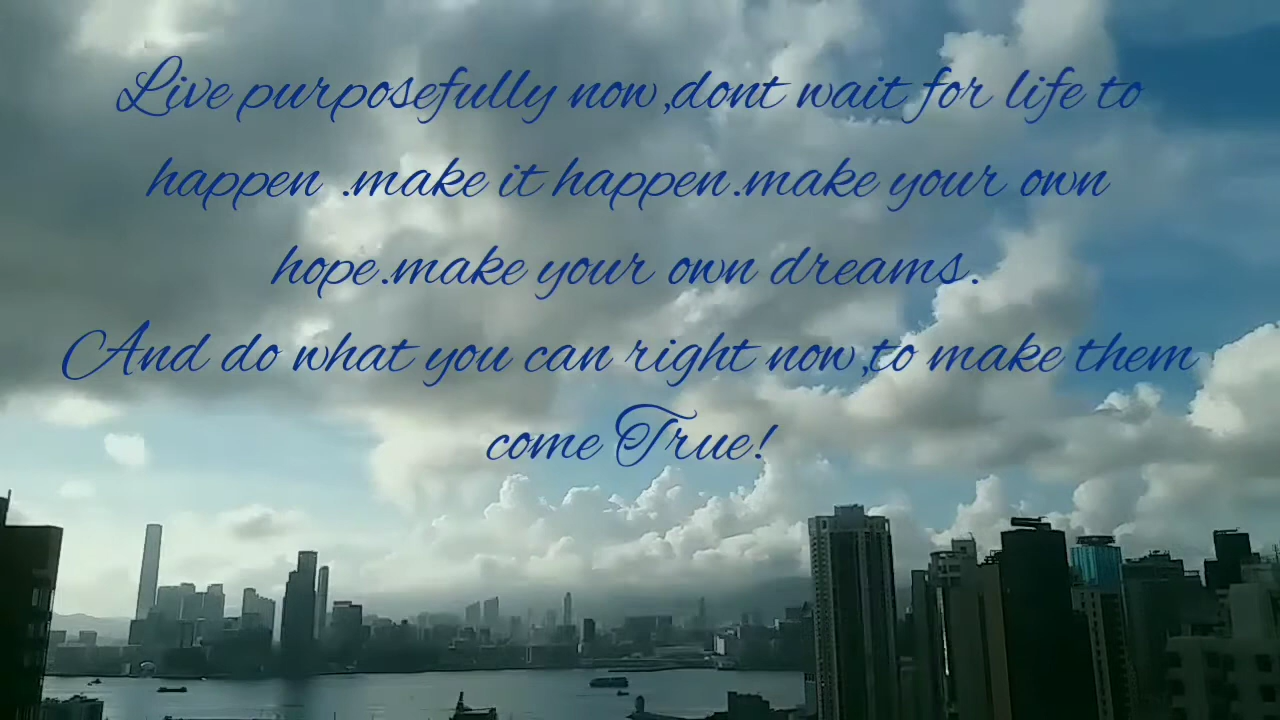 Live purposefully now,dont wait for life to
happen .make it happen.make your own
hope.make your own dreams.
And do what you can right now,to make them
come True!